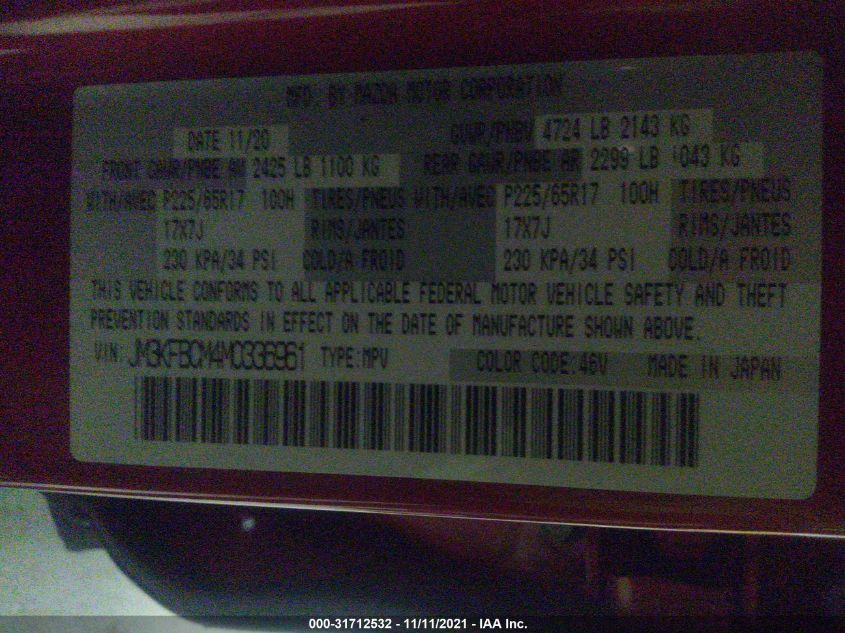 MFD. BY MAZDA MOTOR CORPORATION
DATE 11/20 GVWR/PNBV 4724 LB 2143 KG
FRONT GAWR/PNBE AV 2425 LB 1100 KG REAR GAWR/PNBE AR 2299 LB 1043 KG
WITH/AVEC P225/65R17 100H TIRES/PNEUS WITH/AVEC P225/65R17 100H TIRES/PNEUS
17X7J RIMS/JANTES 17X7J RIMS/JANTES
230 KPA/34 PSI COLD/A FROID 230 KPA/34 PSI COLD/A FROID
THIS VEHICLE CONFORMS TO ALL APPLICABLE FEDERAL MOTOR VEHICLE SAFETY AND THEFT
PREVENTION STANDARDS IN EFFECT ON THE DATE OF MANUFACTURE SHOWN ABOVE.
VIN: JM3KFBCM4M0336961 TYPE:MPV COLOR CODE:46V MADE IN JAPAN
000-31712532 - 11/11/2021 - IAA Inc.